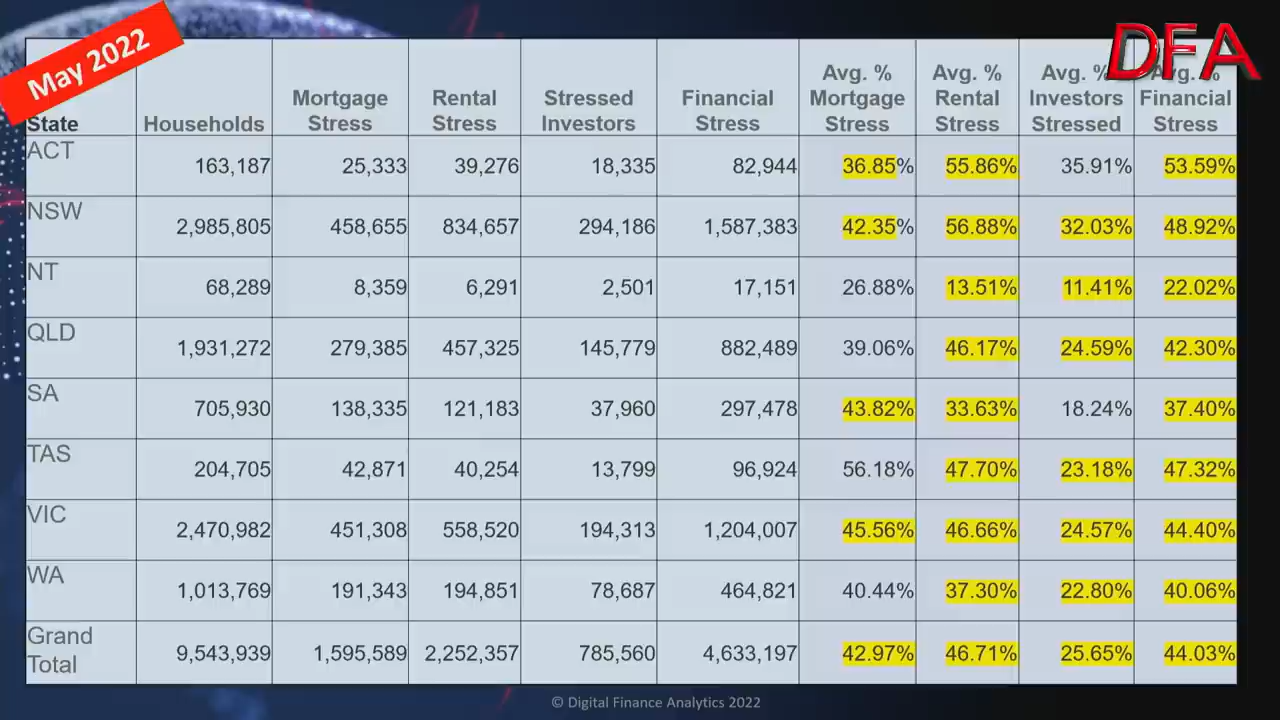 May 2022
DFA
State Households Mortgage Stress Rental Stress Stressed Investors Financial Stress Avg. % Mortgage Stress Avg. % Rental Stress Avg. % Investors Stressed Avg. % Financial Stress
ACT 163,187 25,333 39,276 18,335 82,944 36.85% 55.86% 35.91% 53.59%
NSW 2,985,805 458,655 834,657 294,186 1,587,383 42.35% 56.88% 32.03% 48.92%
NT 68,289 8,359 6,291 2,501 17,151 26.88% 13.51% 11.41% 22.02%
QLD 1,931,272 279,385 457,325 145,779 882,489 39.06% 46.17% 24.59% 42.30%
SA 705,930 138,335 121,183 37,960 297,478 43.82% 33.63% 18.24% 37.40%
TAS 204,705 42,871 40,254 13,799 96,924 56.18% 47.70% 23.18% 47.32%
VIC 2,470,982 451,308 558,520 194,313 1,204,007 45.56% 46.66% 24.57% 44.40%
WA 1,013,769 191,343 194,851 78,687 464,821 40.44% 37.30% 22.80% 40.06%
Grand Total 9,543,939 1,595,589 2,252,357 785,560 4,633,197 42.97% 46.71% 25.65% 44.03%
© Digital Finance Analytics 2022